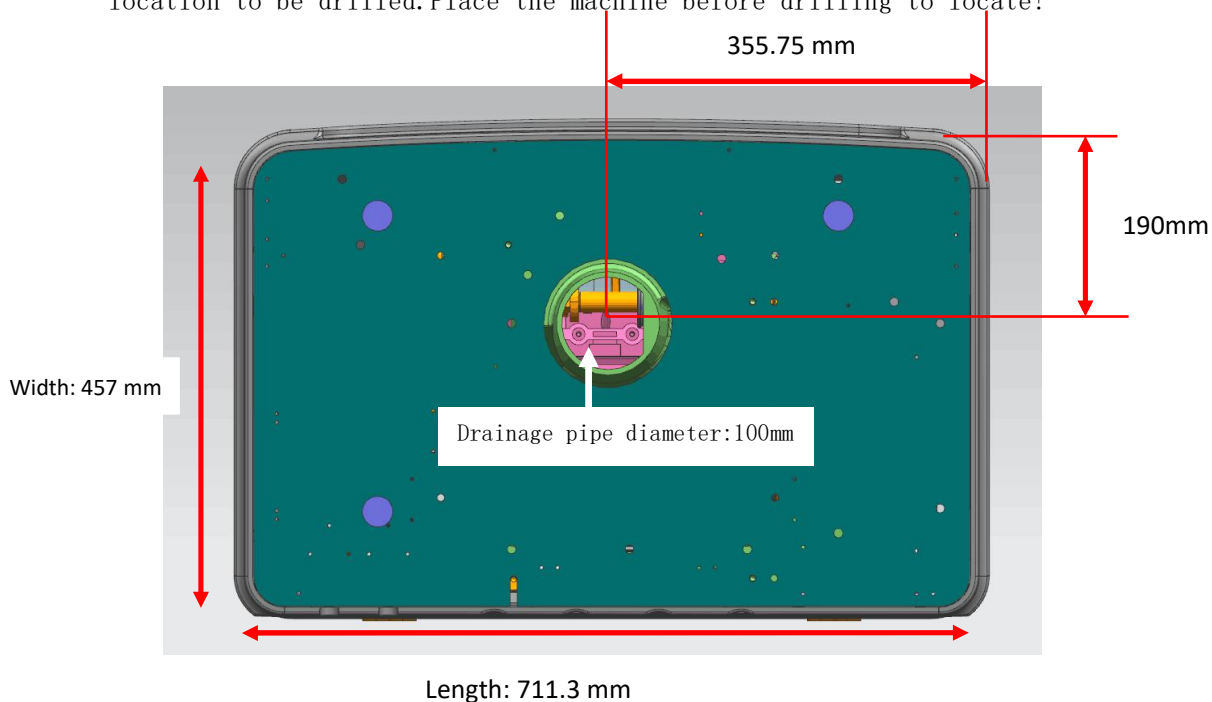 location to be drilled.Place the machine before drilling to locate!
355.75 mm
190mm
Width: 457 mm
Drainage pipe diameter:100mm
Length: 711.3 mm